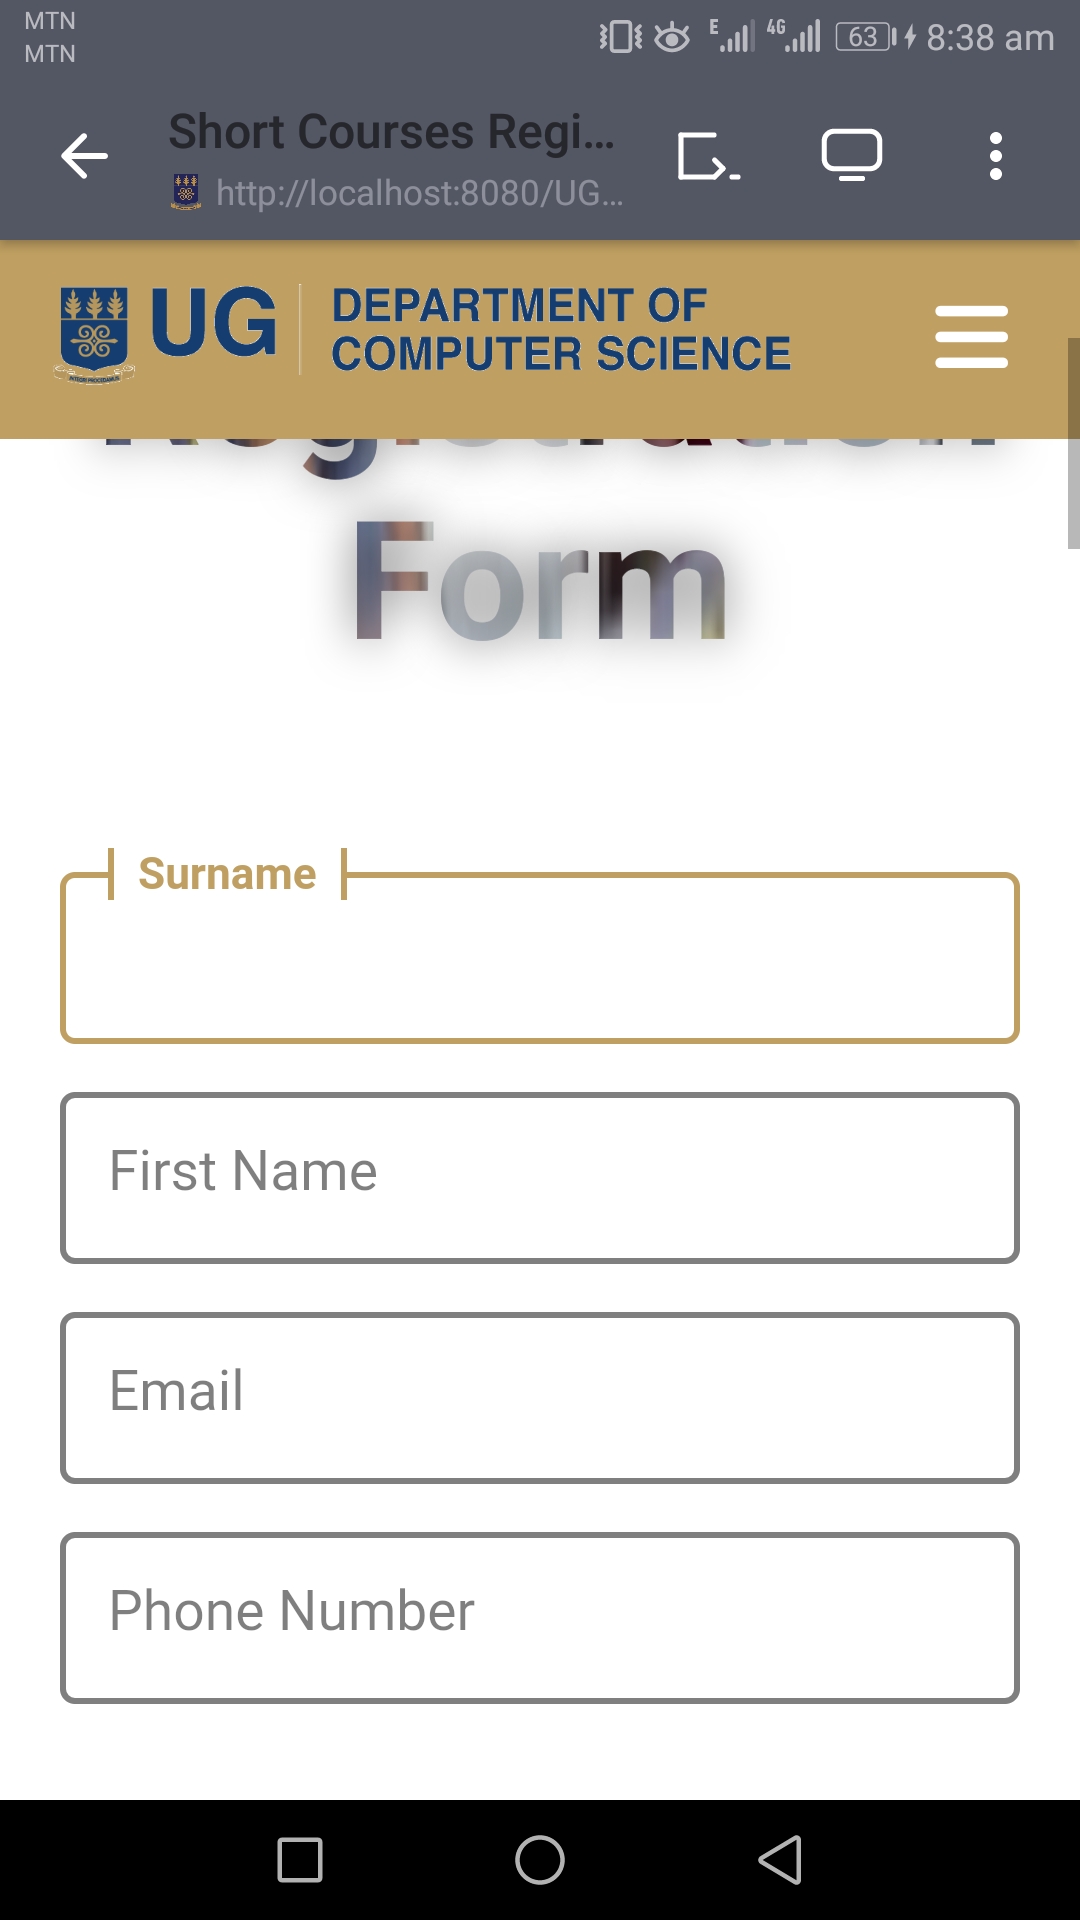 MTN
MTN
E 4G 63 8:38 am
Short Courses Regi...
http://localhost:8080/UG...
UG DEPARTMENT OF
COMPUTER SCIENCE
Registration
Form
Surname
First Name
Email
Phone Number